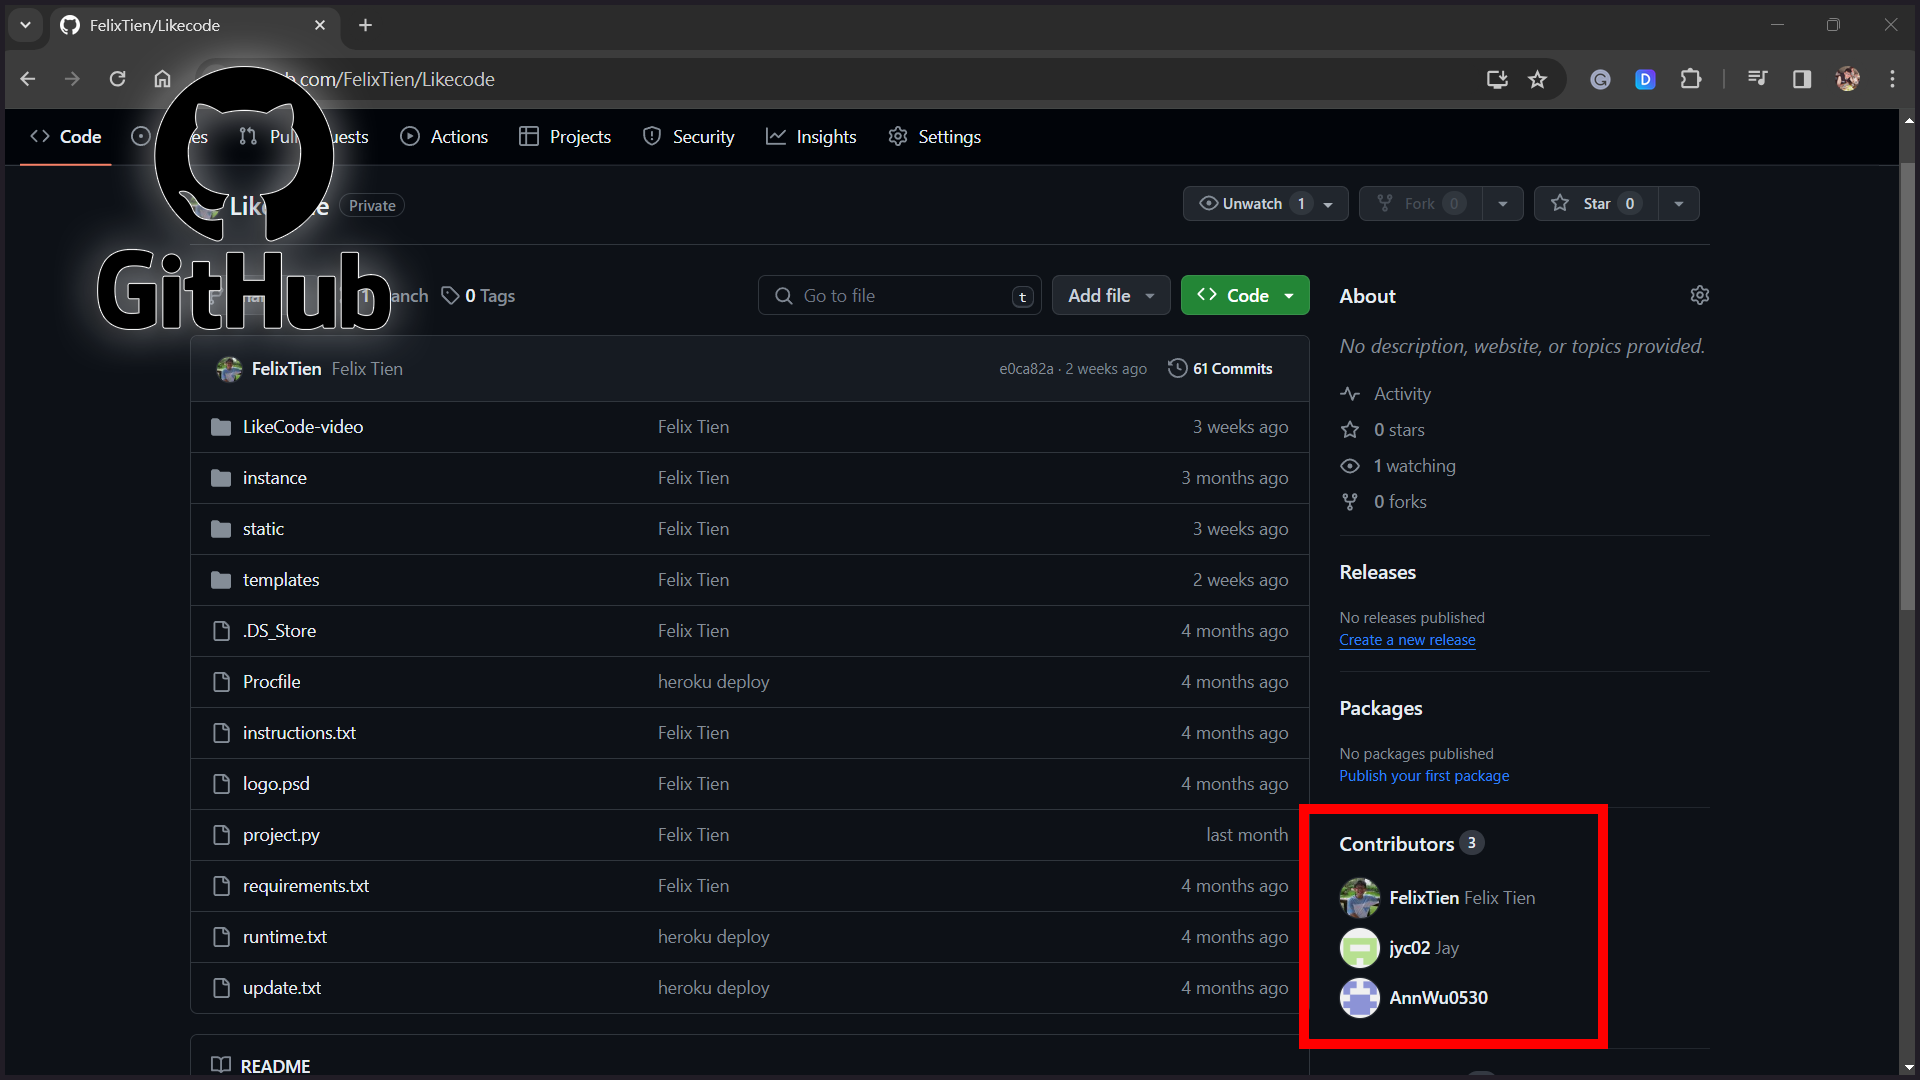 FelixTien/Likecode
b.com/FelixTien/Likecode
Code es Pull uests Actions Projects Security Insights Settings
Private
Unwatch 1 Fork 0 Star 0
GitHub
1 anch 0 Tags
Go to file t Add file Code
FelixTien Felix Tien e0ca82a · 2 weeks ago 61 Commits
LikeCode-video Felix Tien 3 weeks ago
instance Felix Tien 3 months ago
static Felix Tien 3 weeks ago
templates Felix Tien 2 weeks ago
.DS_Store Felix Tien 4 months ago
Procfile heroku deploy 4 months ago
instructions.txt Felix Tien 4 months ago
logo.psd Felix Tien 4 months ago
project.py Felix Tien last month
requirements.txt Felix Tien 4 months ago
runtime.txt heroku deploy 4 months ago
update.txt heroku deploy 4 months ago
README
About
No description, website, or topics provided.
Activity
0 stars
1 watching
0 forks
Releases
No releases published
Create a new release
Packages
No packages published
Publish your first package
Contributors 3
FelixTien Felix Tien
jyc02 Jay
AnnWu0530